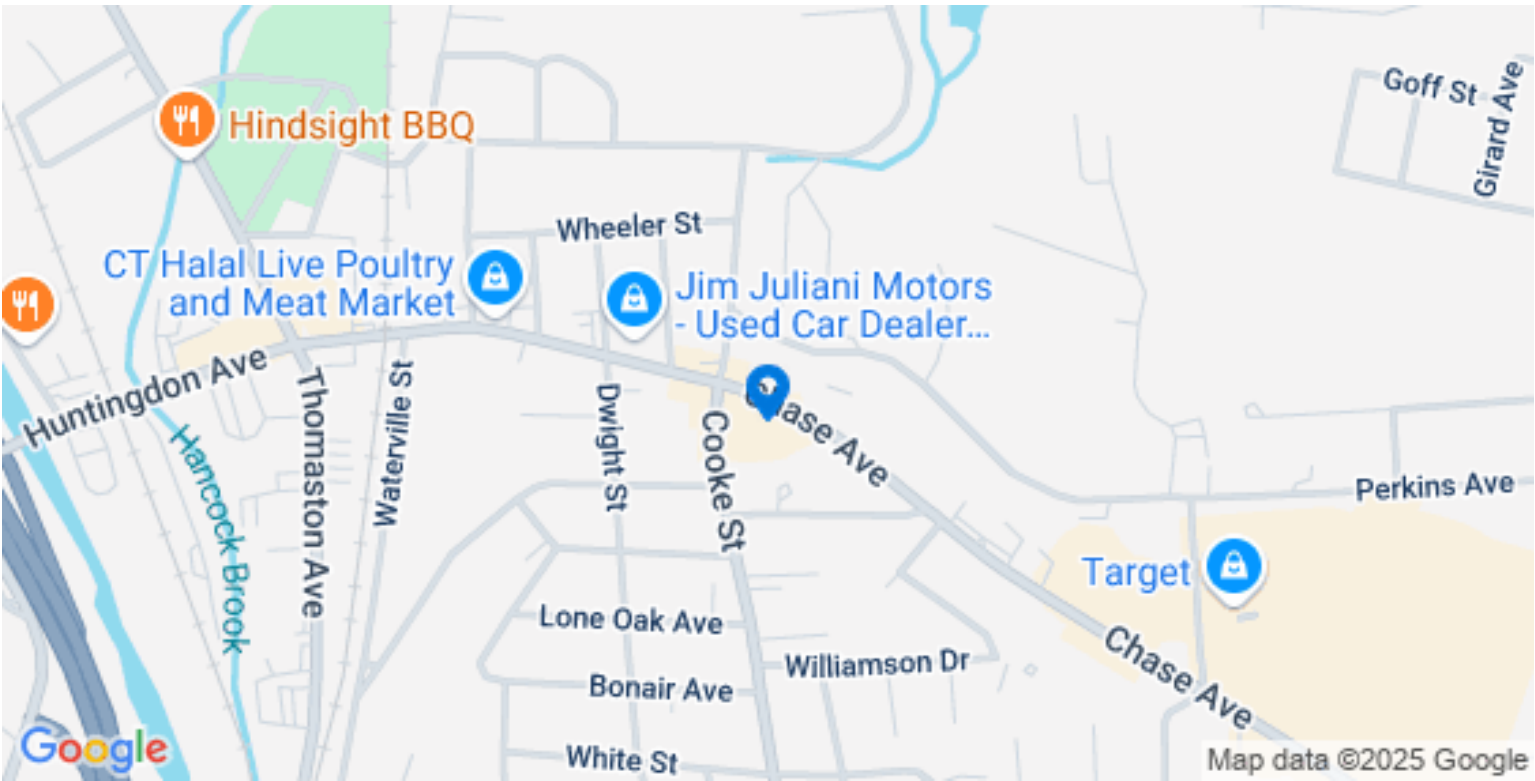 Goff St
Girard Ave
Hindsight BBQ
Wheeler St
CT Halal Live Poultry
and Meat Market
Jim Juliani Motors
- Used Car Dealer...
Huntingdon Ave
Thomaston Ave
Waterville St
Dwight St
Cooke St
Chase Ave
Hancock Brook
Perkins Ave
Target
Lone Oak Ave
Williamson Dr
Chase Ave
Bonair Ave
White St
Google
Map data ©2025 Google